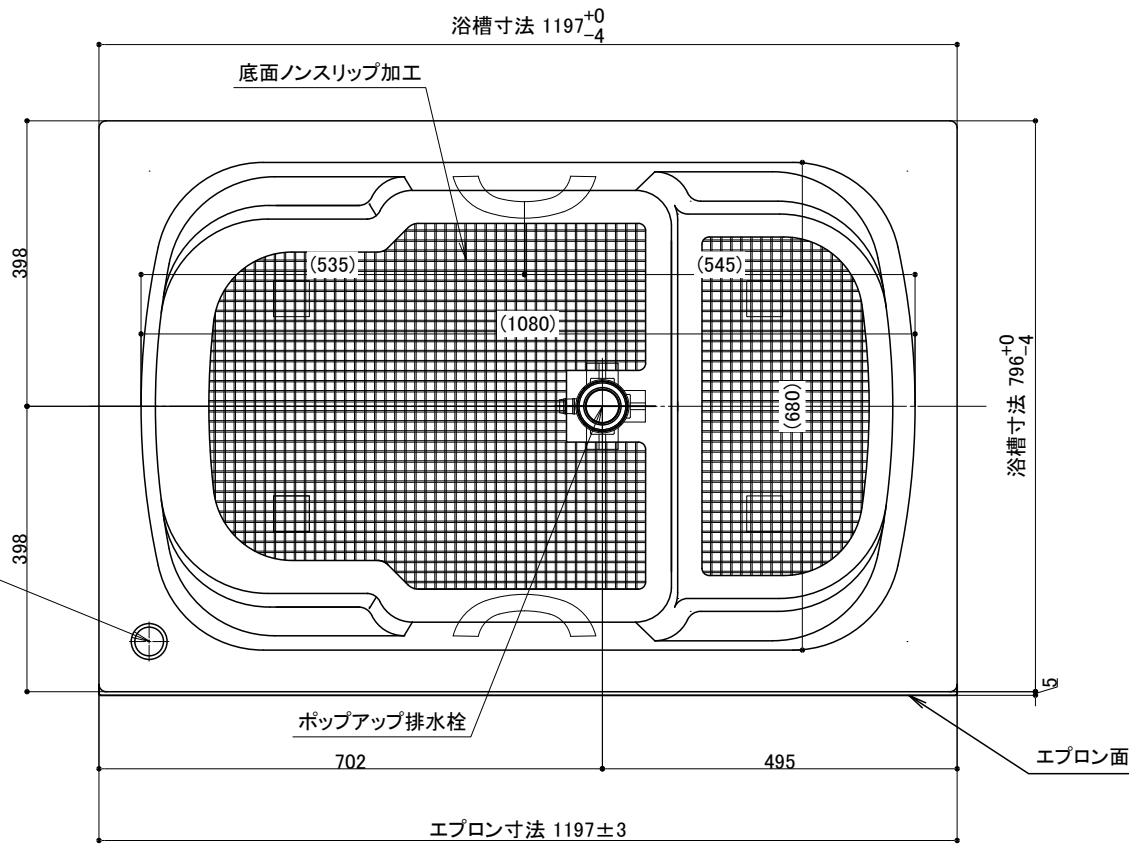 浴槽寸法 1197+0-4
底面ノンスリップ加工
398
(535)
(545)
(1080)
浴槽寸法 796+0-4
(680)
398
5
ポップアップ排水栓
702
495
エプロン面
エプロン寸法 1197±3